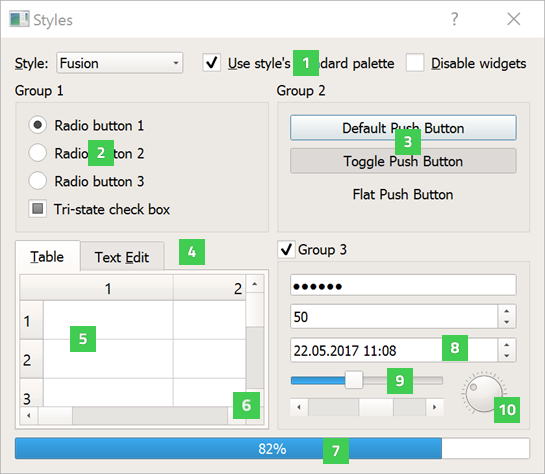 Styles ?
Style: Fusion Use style's 1 dard palette Disable widgets
Group 1
Radio button 1
Radio 2 button 2
Radio button 3
Tri-state check box
Group 2
Default Push Button
3
Toggle Push Button
Flat Push Button
Table Text Edit 4
1 2
1
5
2
3
6
Group 3
●●●●●●
50
22.05.2017 11:08 8
9
10
82% 7